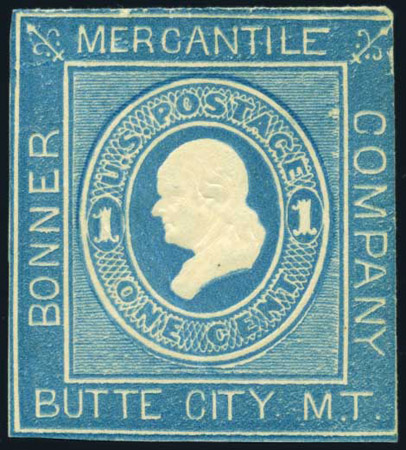 MERCANTILE
BONNER
COMPANY
U.S. POSTAGE
1 1
ONE CENT
BUTTE CITY. M.T.